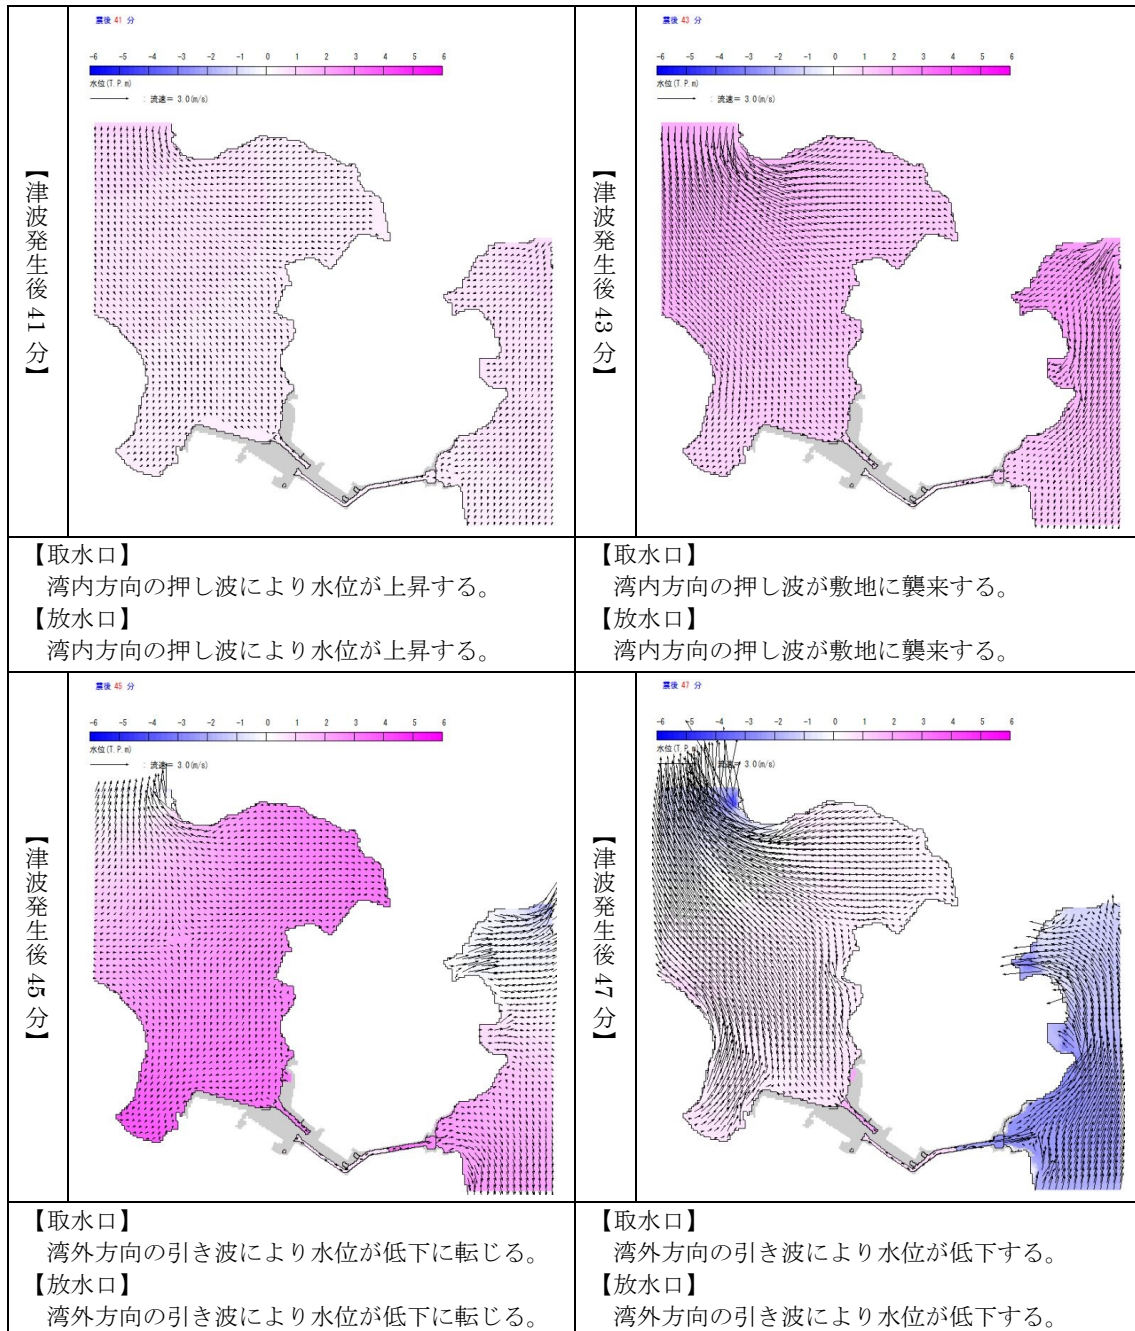 震後 41 分
-6 -5 -4 -3 -2 -1 0 1 2 3 4 5 6
水位(T.P.m)
: 流速= 3.0(m/s)
【津波発生後 41 分】
震後 43 分
-6 -5 -4 -3 -2 -1 0 1 2 3 4 5 6
水位(T.P.m)
: 流速= 3.0(m/s)
【津波発生後 43 分】
【取水口】
湾内方向の押し波により水位が上昇する。
【放水口】
湾内方向の押し波により水位が上昇する。
【取水口】
湾内方向の押し波が敷地に襲来する。
【放水口】
湾内方向の押し波が敷地に襲来する。
震後 45 分
-6 -5 -4 -3 -2 -1 0 1 2 3 4 5 6
水位(T.P.m)
: 流速= 3.0(m/s)
【津波発生後 45 分】
震後 47 分
-6 -5 -4 -3 -2 -1 0 1 2 3 4 5 6
水位(T.P.m)
流速= 3.0(m/s)
【津波発生後 47 分】
【取水口】
湾外方向の引き波により水位が低下に転じる。
【放水口】
湾外方向の引き波により水位が低下に転じる。
【取水口】
湾外方向の引き波により水位が低下する。
【放水口】
湾外方向の引き波により水位が低下する。